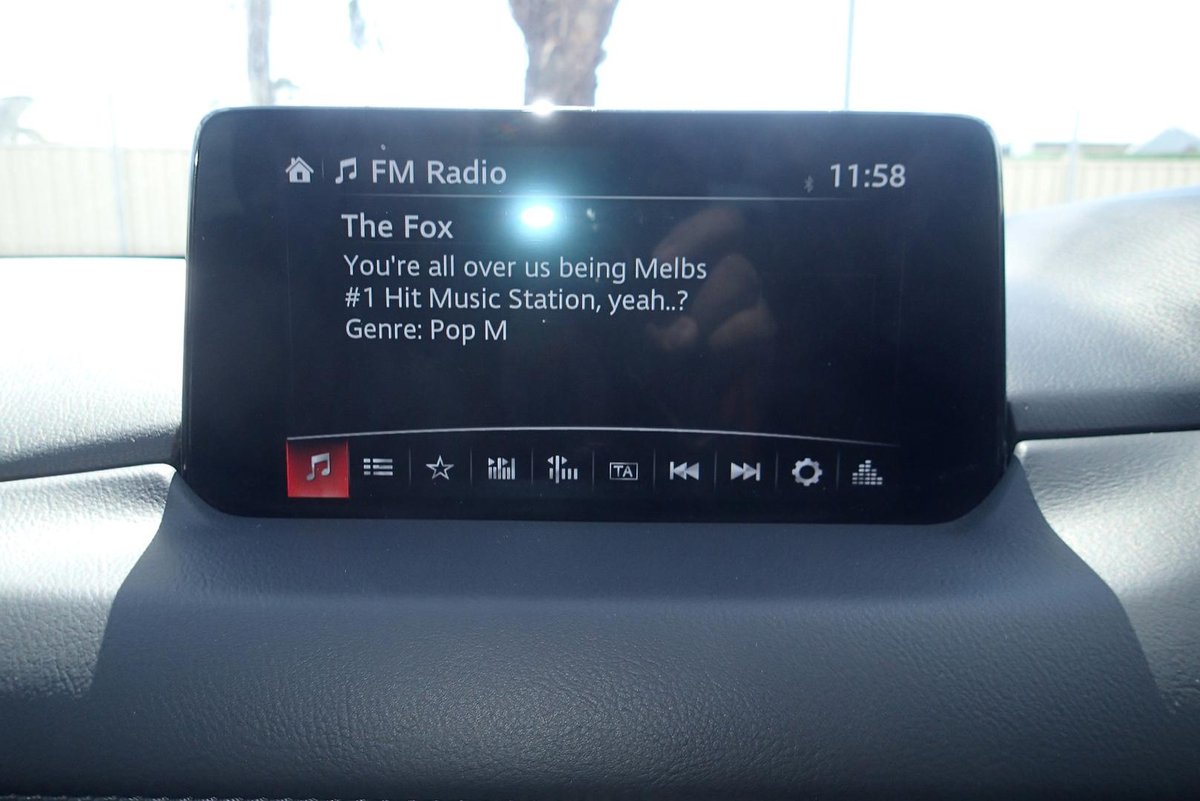 FM Radio
11:58
The Fox
You're all over us being Melbs
#1 Hit Music Station, yeah..?
Genre: Pop M
TA